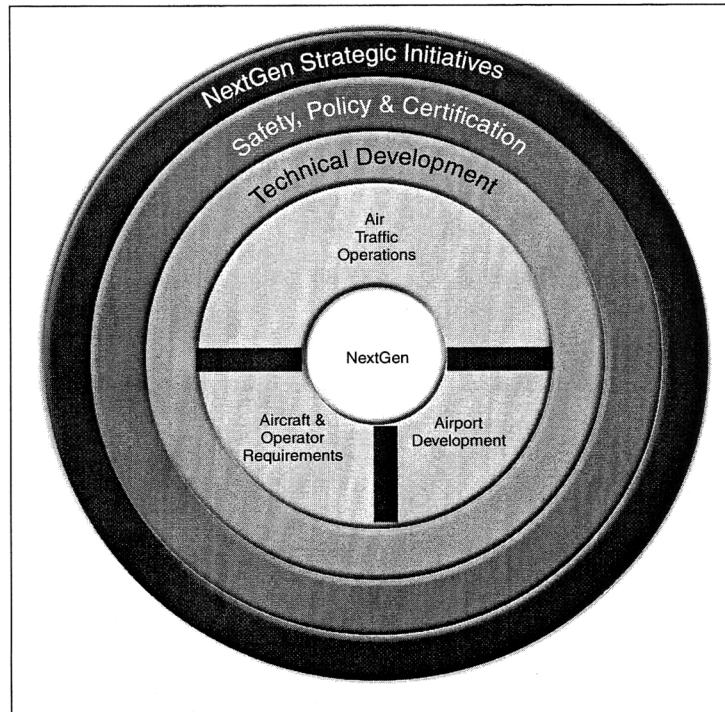 NextGen Strategic Initiatives
Safety, Policy & Certification
Technical Development
Air
Traffic
Operations
NextGen
Aircraft &
Operator
Requirements
Airport
Development